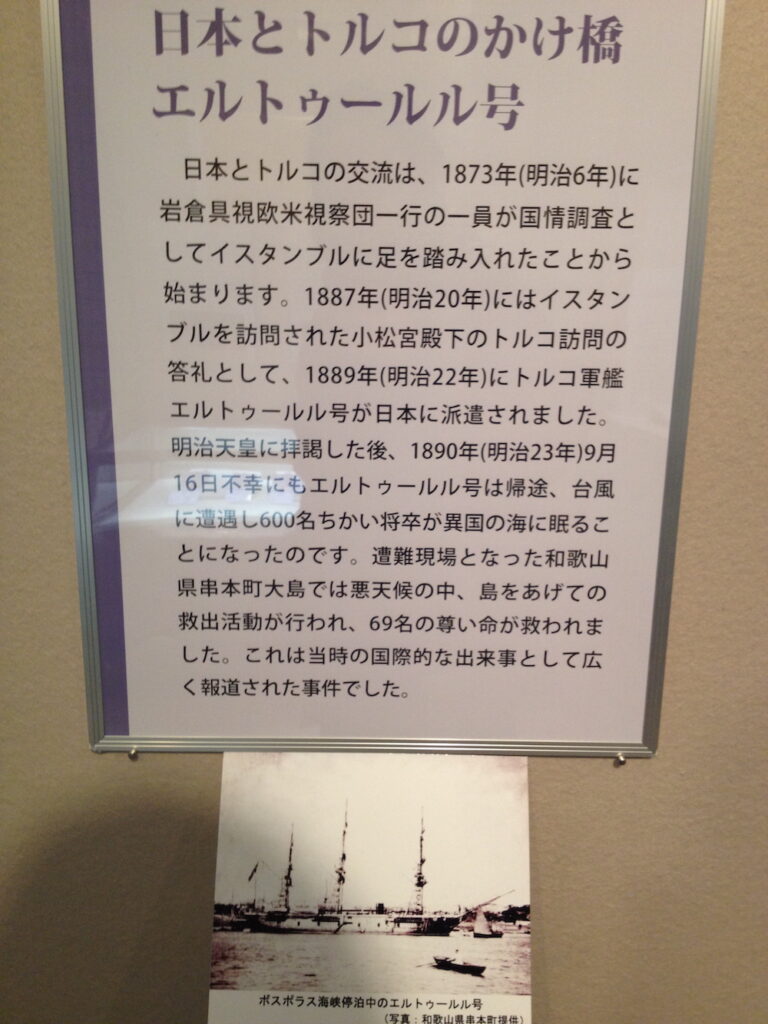 日本とトルコのかけ橋
エルトゥールル号
日本とトルコの交流は、1873年(明治6年)に
岩倉具視欧米視察団一行の一員が国情調査と
してイスタンブルに足を踏み入れたことから
始まります。1887年(明治20年)にはイスタン
ブルを訪問された小松宮殿下のトルコ訪問の
答礼として、1889年(明治22年)にトルコ軍艦
エルトゥールル号が日本に派遣されました。
明治天皇に拝謁した後、1890年(明治23年)9月
16日不幸にもエルトゥールル号は帰途、台風
に遭遇し600名ちかい将卒が異国の海に眠るこ
とになったのです。遭難現場となった和歌山
県串本町大島では悪天候の中、島をあげての
救出活動が行われ、69名の尊い命が救われま
した。これは当時の国際的な出来事として広
く報道された事件でした。
ボスポラス海峡停泊中のエルトゥールル号
(写真：和歌山県串本町提供)